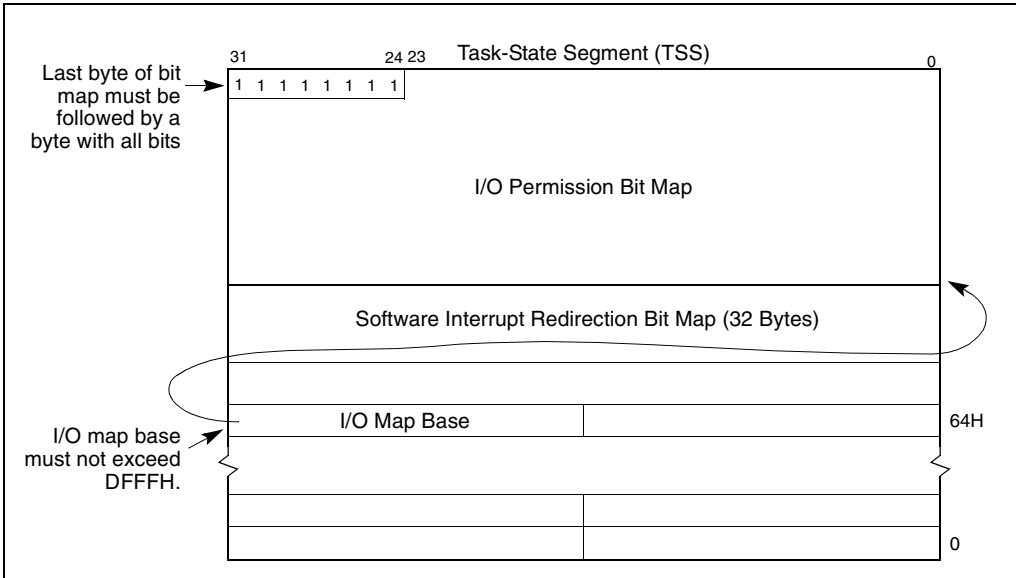 Task-State Segment (TSS)
31
24 23
0
Last byte of bit
map must be
followed by a
byte with all bits
1 1 1 1 1 1 1 1
I/O Permission Bit Map
Software Interrupt Redirection Bit Map (32 Bytes)
I/O Map Base
64H
I/O map base
must not exceed
DFFFH.
0